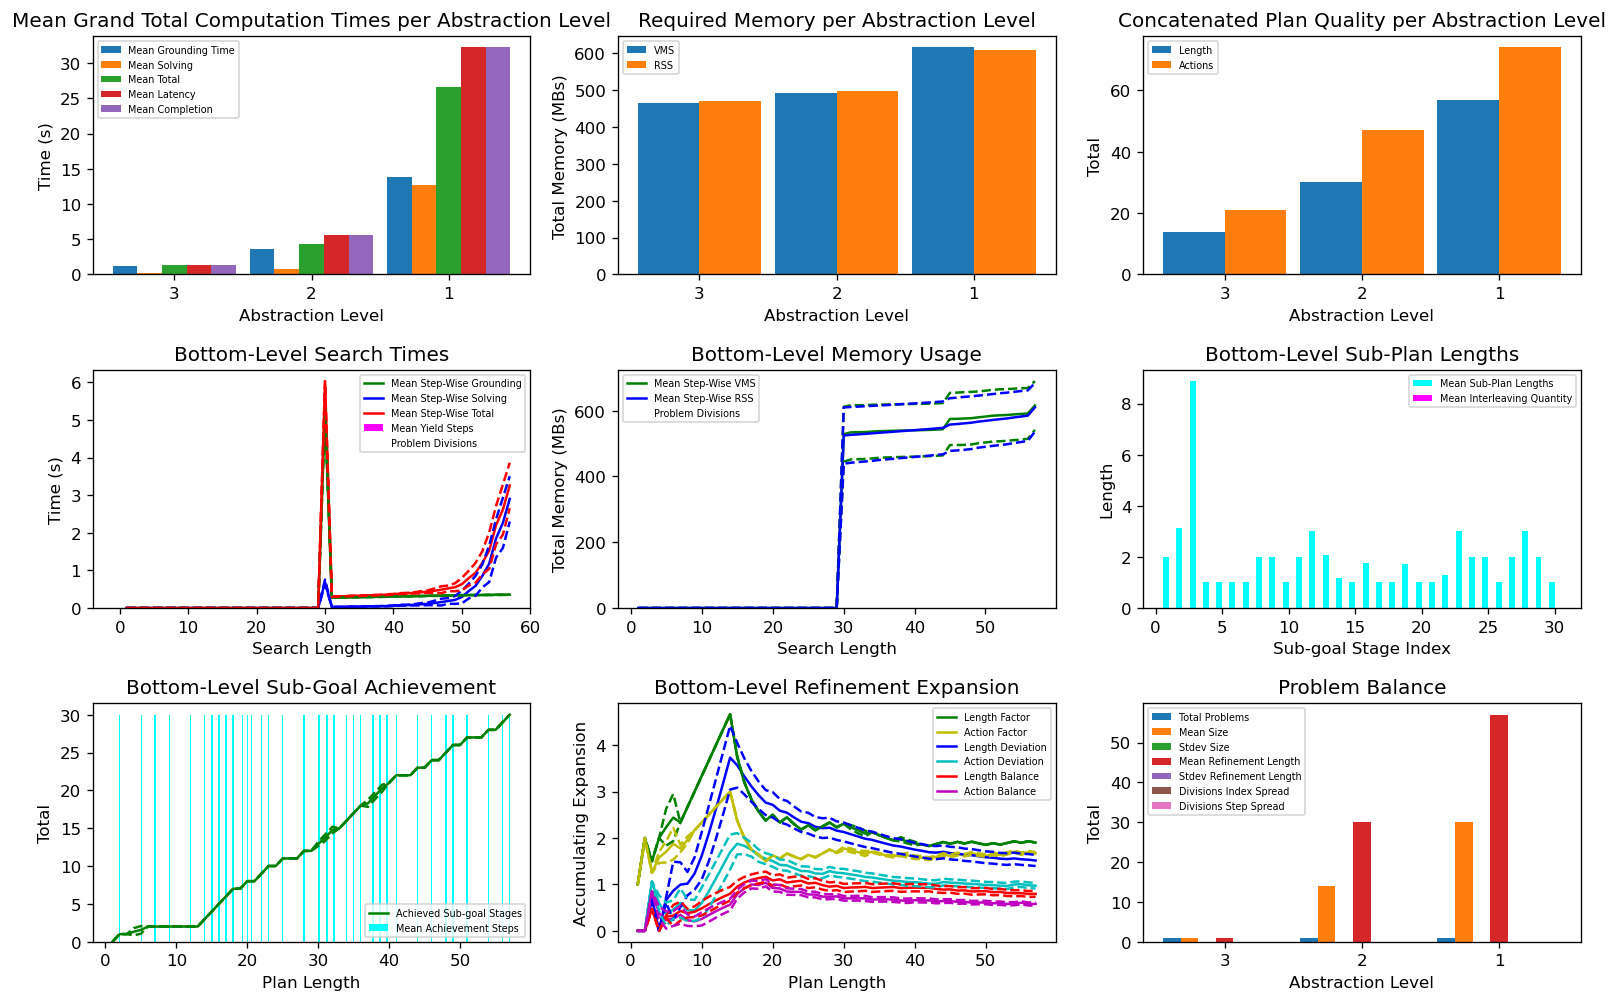 Mean Grand Total Computation Times per Abstraction Level
Mean Grounding Time
Mean Solving
Mean Total
Mean Latency
Mean Completion
Time (s)
30
25
20
15
10
5
0
3 2 1
Abstraction Level
Required Memory per Abstraction Level
VMS
RSS
Total Memory (MBs)
600
500
400
300
200
100
0
3 2 1
Abstraction Level
Concatenated Plan Quality per Abstraction Level
Length
Actions
Total
60
40
20
0
3 2 1
Abstraction Level
Bottom-Level Search Times
Mean Step-Wise Grounding
Mean Step-Wise Solving
Mean Step-Wise Total
Mean Yield Steps
Problem Divisions
Time (s)
6
5
4
3
2
1
0
0 10 20 30 40 50 60
Search Length
Bottom-Level Memory Usage
Mean Step-Wise VMS
Mean Step-Wise RSS
Problem Divisions
Total Memory (MBs)
600
400
200
0
0 10 20 30 40 50
Search Length
Bottom-Level Sub-Plan Lengths
Mean Sub-Plan Lengths
Mean Interleaving Quantity
Length
8
6
4
2
0
0 5 10 15 20 25 30
Sub-goal Stage Index
Bottom-Level Sub-Goal Achievement
Achieved Sub-goal Stages
Mean Achievement Steps
Total
30
25
20
15
10
5
0
0 10 20 30 40 50
Plan Length
Bottom-Level Refinement Expansion
Length Factor
Action Factor
Length Deviation
Action Deviation
Length Balance
Action Balance
Accumulating Expansion
4
3
2
1
0
0 10 20 30 40 50
Plan Length
Problem Balance
Total Problems
Mean Size
Stdev Size
Mean Refinement Length
Stdev Refinement Length
Divisions Index Spread
Divisions Step Spread
Total
50
40
30
20
10
0
3 2 1
Abstraction Level